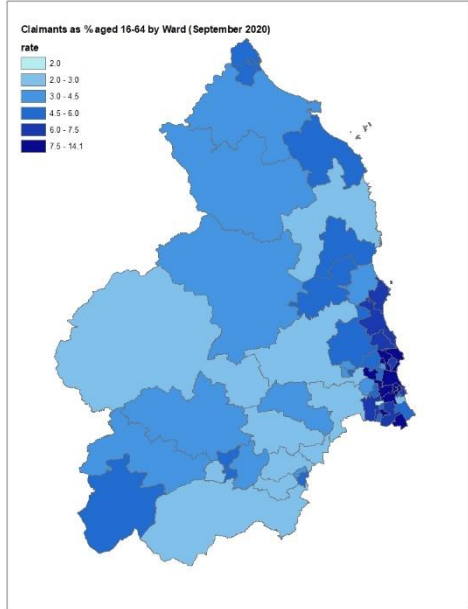 Claimants as % aged 16-64 by Ward (September 2020)
rate
2.0
2.0 - 3.0
3.0 - 4.5
4.5 - 6.0
6.0 - 7.5
7.5 - 14.1